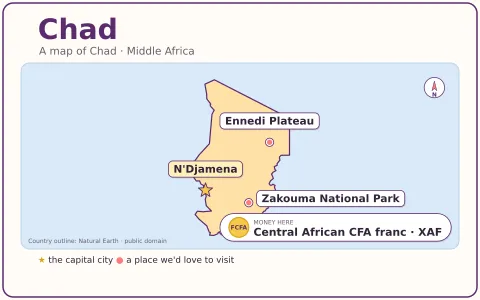 Chad
A map of Chad · Middle Africa
N
Ennedi Plateau
N'Djamena
Zakouma National Park
FCFA
MONEY HERE
Central African CFA franc · XAF
Country outline: Natural Earth · public domain
★ the capital city ● a place we'd love to visit